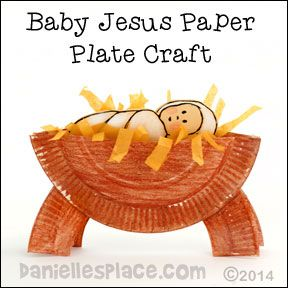 Baby Jesus Paper
Plate Craft
daniellesplace.com ©2014